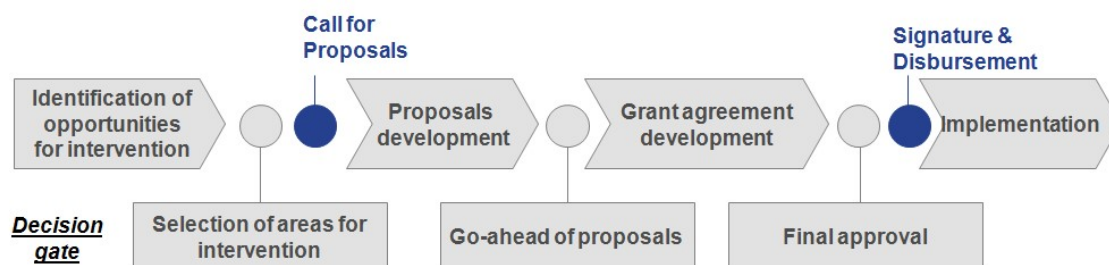 Call for
Proposals
Signature &
Disbursement
Identification of
opportunities
for intervention
Proposals
development
Grant agreement
development
Implementation
Decision
gate
Selection of areas for
intervention
Go-ahead of proposals
Final approval